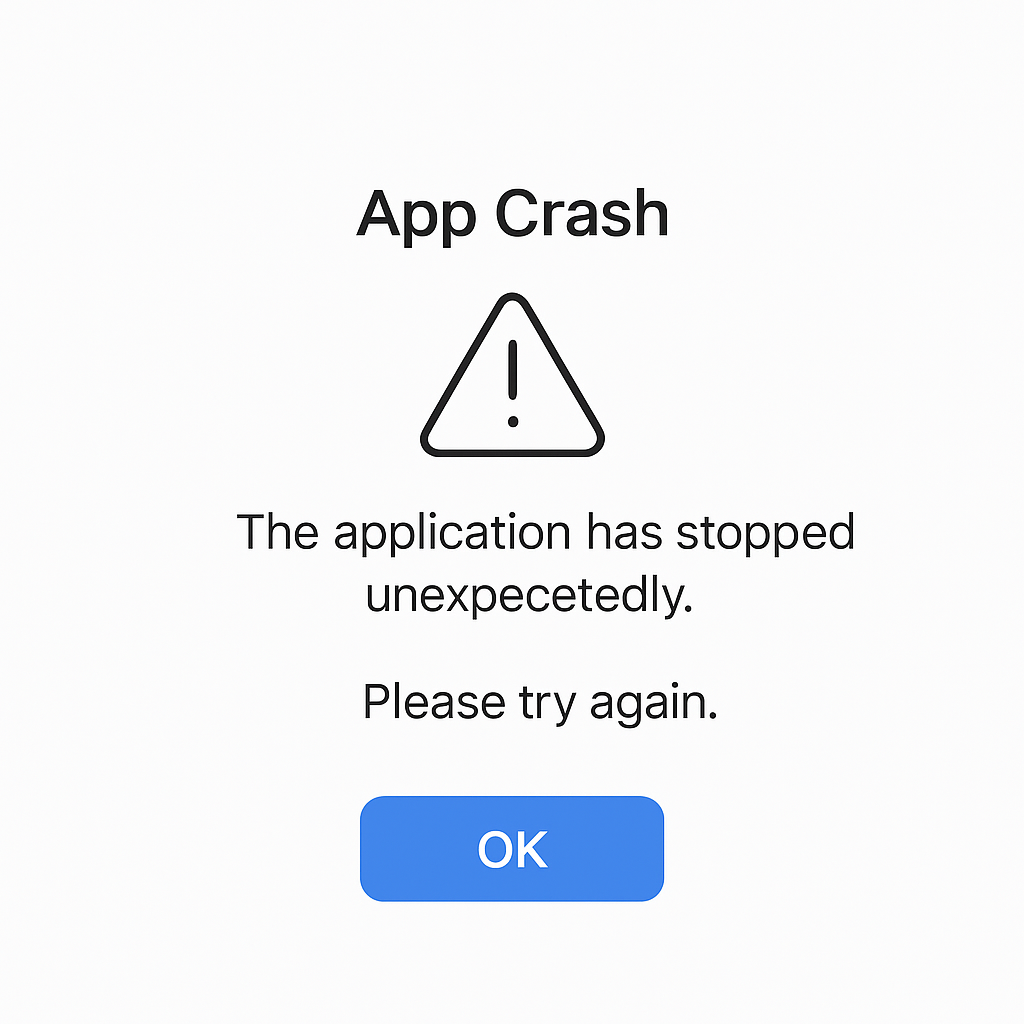 App Crash
The application has stopped
unexpecetedly.
Please try again.
OK